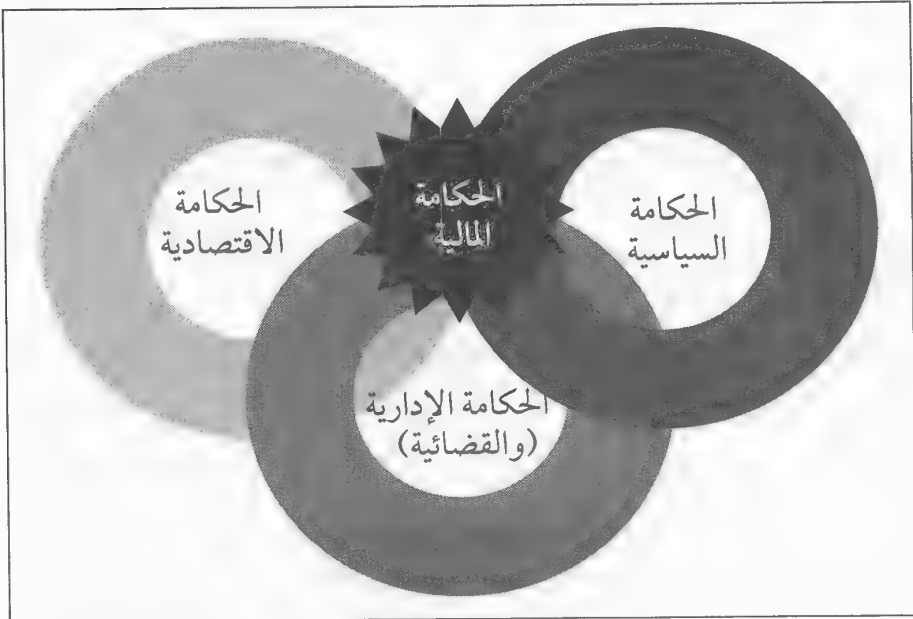 الحكامة
المالية
الحكامة
السياسية
الحكامة
الاقتصادية
الحكامة الإدارية
(والقضائية)